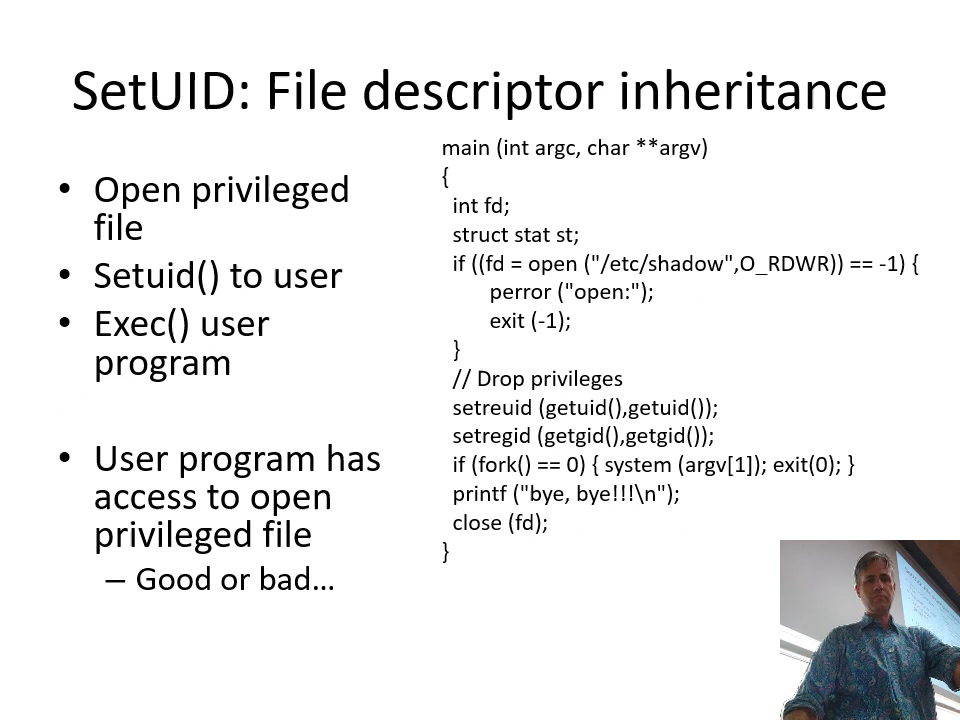 SetUID: File descriptor inheritance
• Open privileged
file
• Setuid() to user
• Exec() user
program
• User program has
access to open
privileged file
– Good or bad…
main (int argc, char **argv)
{
int fd;
struct stat st;
if ((fd = open ("/etc/shadow",O_RDWR)) == -1) {
perror ("open:");
exit (-1);
}
// Drop privileges
setreuid (getuid(),getuid());
setregid (getgid(),getgid());
if (fork() == 0) { system (argv[1]); exit(0); }
printf ("bye, bye!!!\n");
close (fd);
}